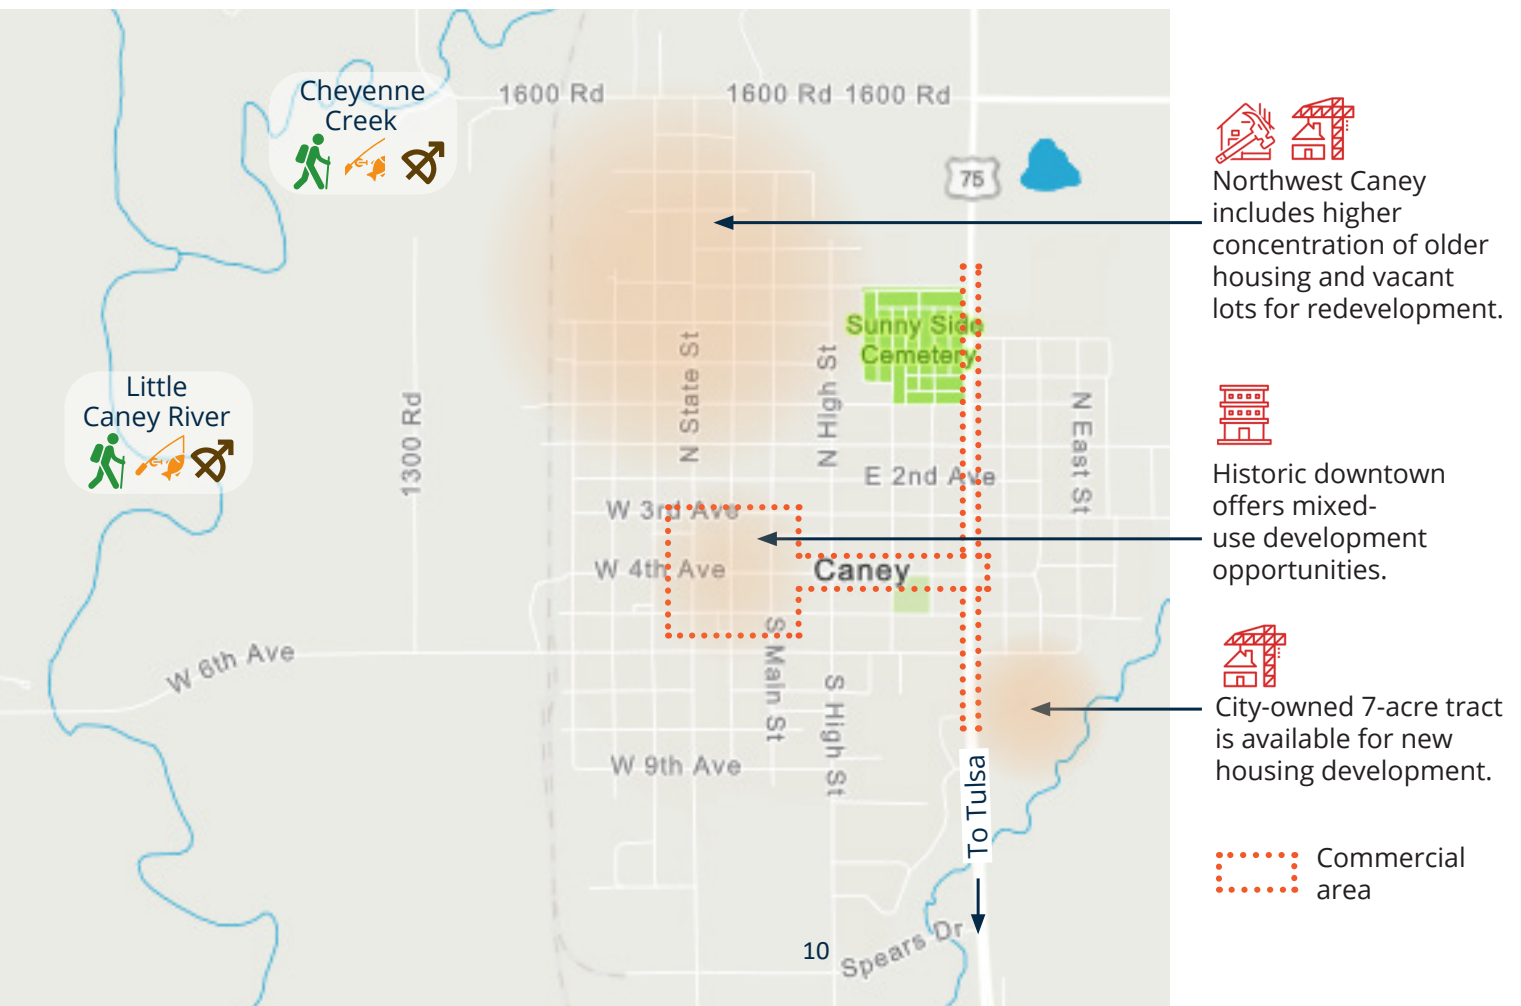 Cheyenne
Creek
1600 Rd
1600 Rd 1600 Rd
75
Northwest Caney
includes higher
concentration of older
housing and vacant
lots for redevelopment.
Sunny Side
Cemetery
Little
Caney River
1300 Rd
N State St
N High St
N East St
E 2nd Ave
W 3rd Ave
W 4th Ave
Caney
Historic downtown
offers mixed-
use development
opportunities.
W 6th Ave
S Main St
S High St
W 9th Ave
City-owned 7-acre tract
is available for new
housing development.
To Tulsa
Commercial
area
10
Spears Dr